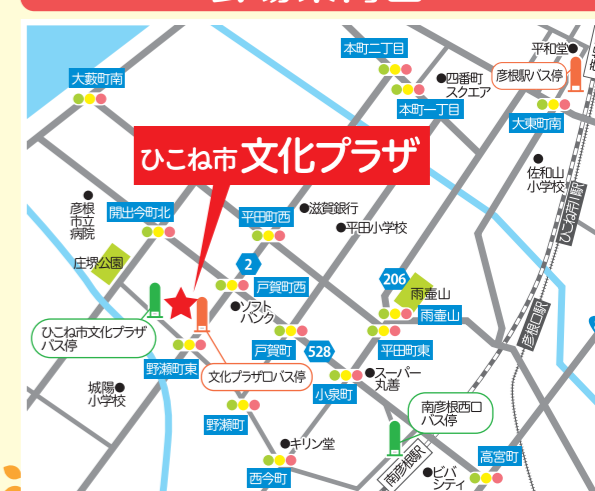 本町二丁目
平和堂
彦根駅バス停
大藪町南
四番町
スクエア
本町一丁目
大東町南
ひこね市文化プラザ
佐和山
小学校
ひこね芹川駅
彦根
市立
病院
開出今町北
平田町西
滋賀銀行
平田小学校
庄堺公園
2
戸賀町西
206
雨壺山
雨壺山
ソフト
バンク
ひこね市文化プラザ
バス停
戸賀町
528
平田町東
彦根口駅
野瀬町東
文化プラザ口バス停
小泉町
スーパー
丸善
城陽
小学校
野瀬町
南彦根西口
バス停
キリン堂
南彦根駅
高宮町
西今町
ビバ
シティ